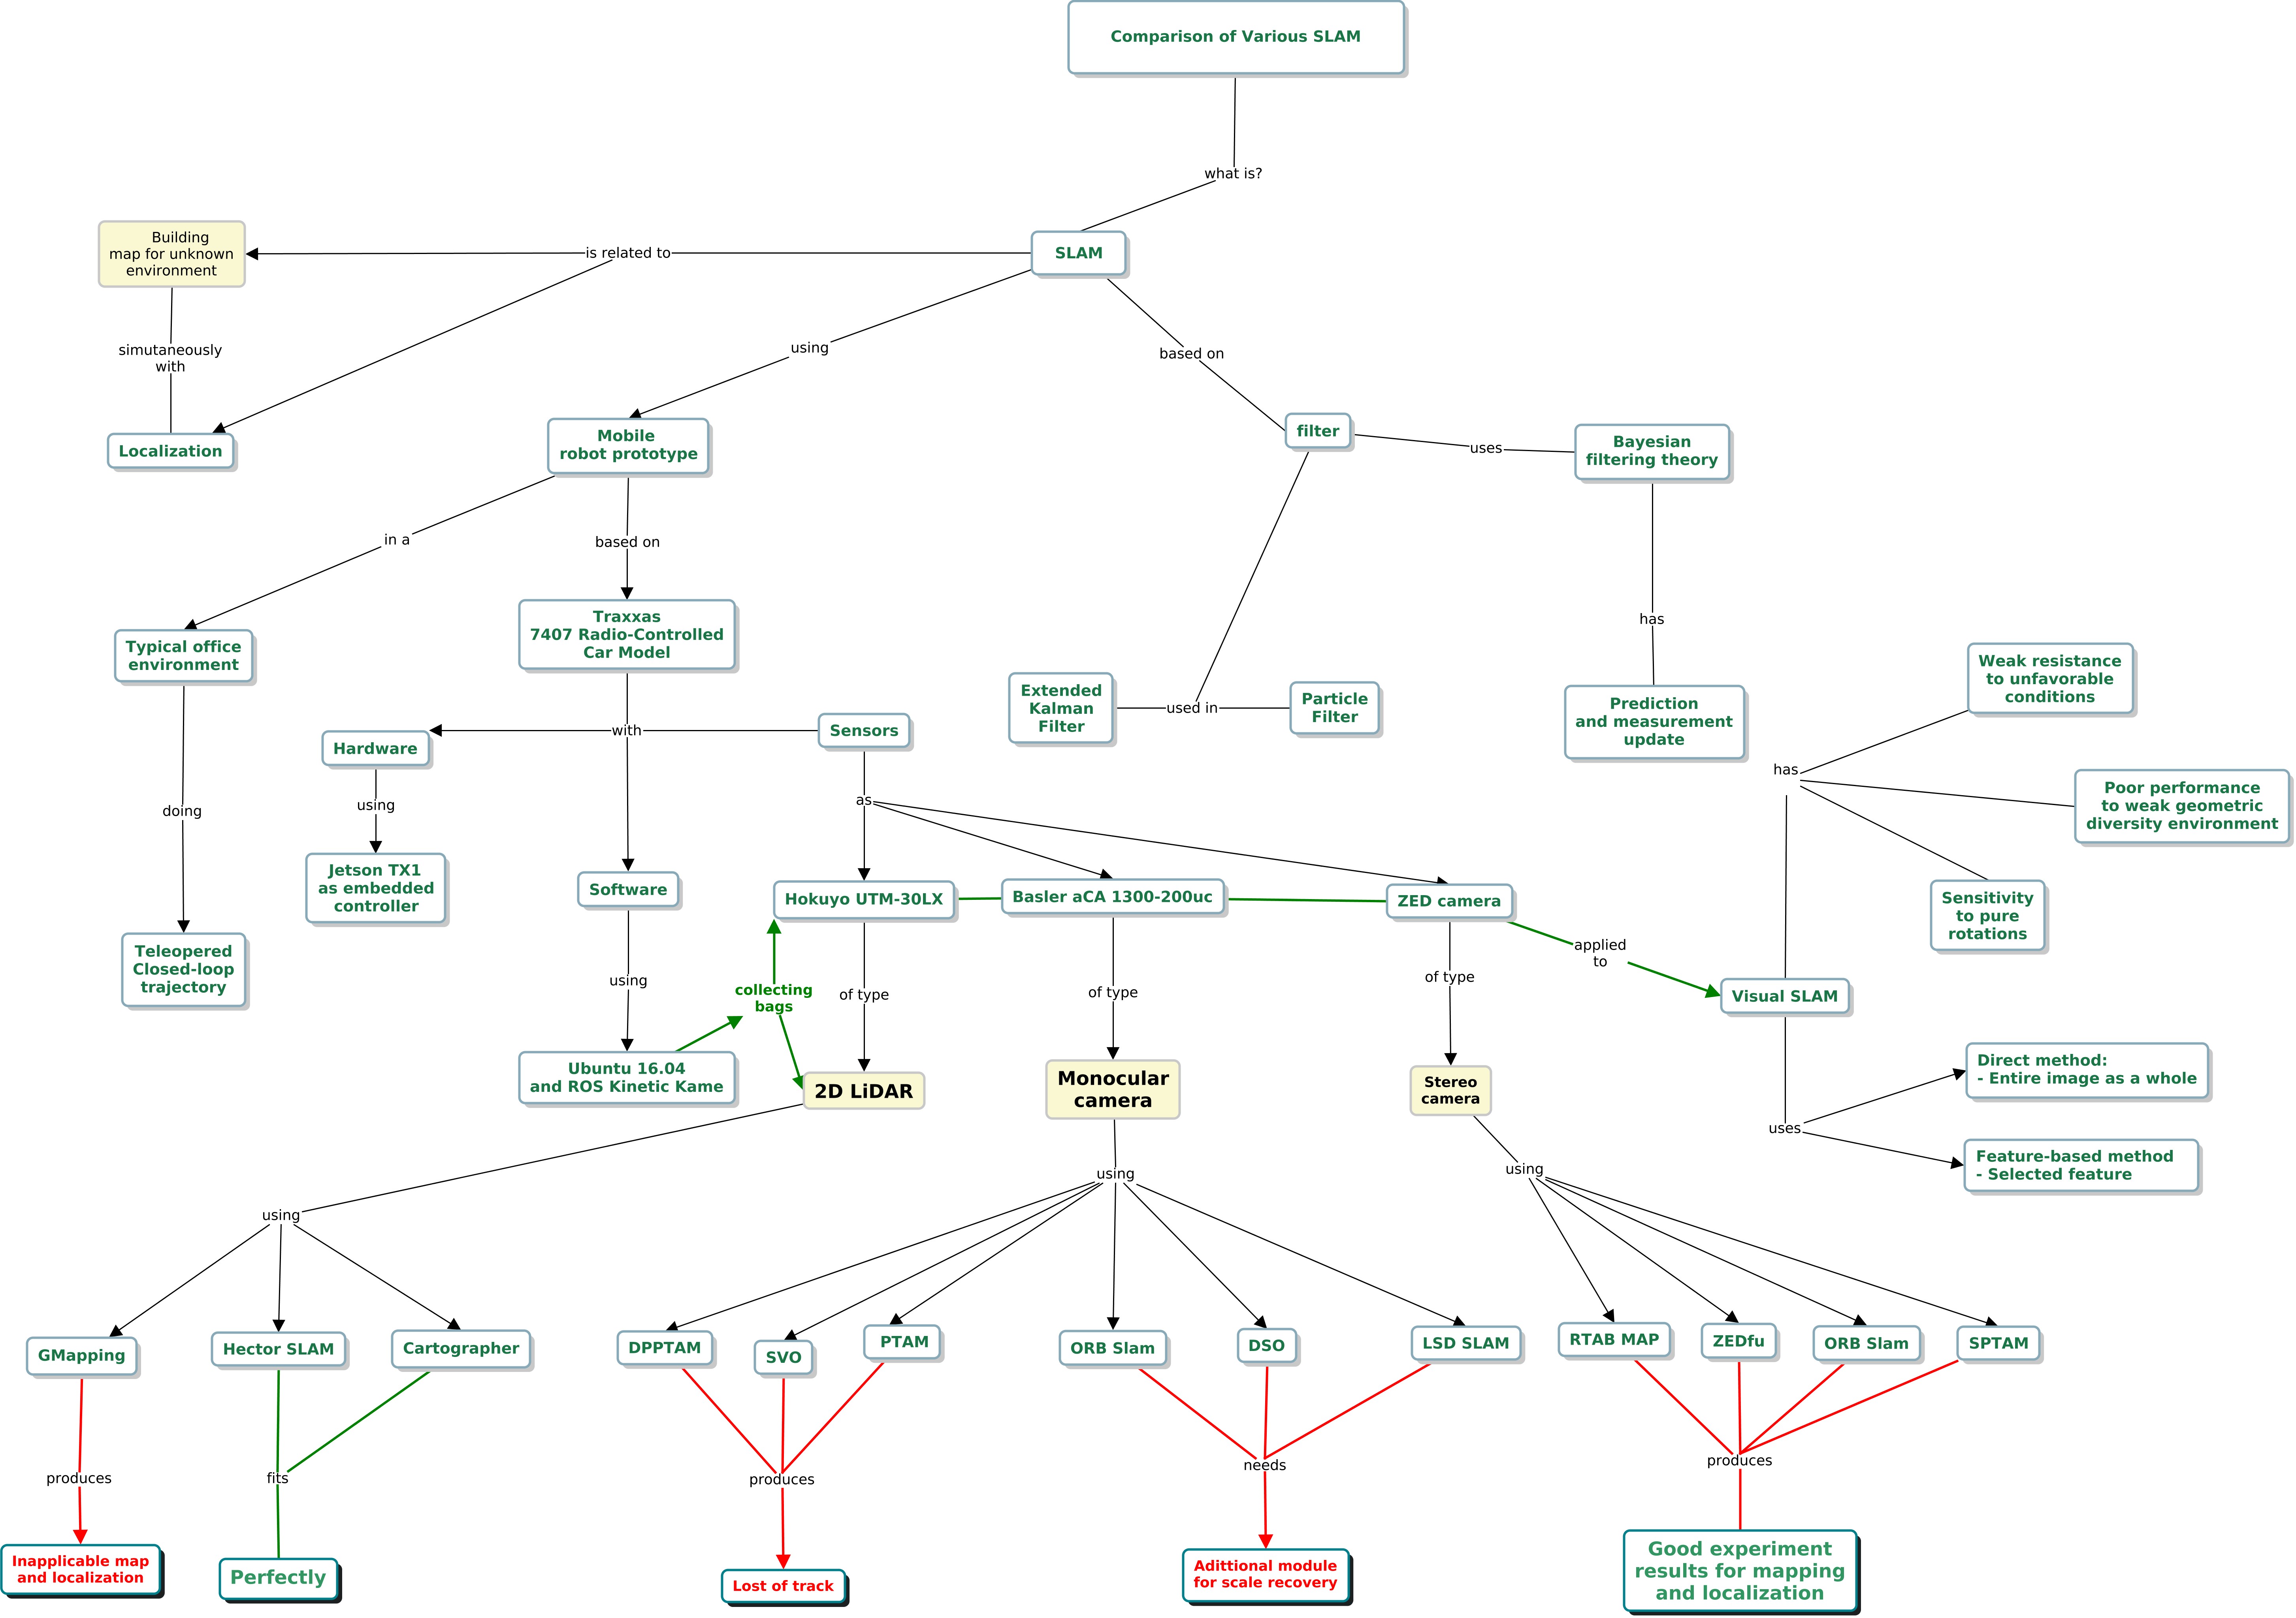 Comparison of Various SLAM
what is?
Building
map for unknown
environment
is related to
SLAM
simutaneously
with
using
based on
Localization
Mobile
robot prototype
filter
uses
Bayesian
filtering theory
in a
based on
has
Typical office
environment
Traxxas
7407 Radio-Controlled
Car Model
Extended
Kalman
Filter
used in
Particle
Filter
Prediction
and measurement
update
Weak resistance
to unfavorable
conditions
Hardware
with
Sensors
has
Poor performance
to weak geometric
diversity environment
doing
using
as
Jetson TX1
as embedded
controller
Software
Hokuyo UTM-30LX
Basler aCA 1300-200uc
ZED camera
Sensitivity
to pure
rotations
Teleopered
Closed-loop
trajectory
using
collecting
bags
of type
of type
of type
applied
to
Visual SLAM
Ubuntu 16.04
and ROS Kinetic Kame
2D LiDAR
Monocular
camera
Stereo
camera
uses
Direct method:
- Entire image as a whole
Feature-based method
- Selected feature
using
using
using
GMapping
Hector SLAM
Cartographer
DPPTAM
SVO
PTAM
ORB Slam
DSO
LSD SLAM
RTAB MAP
ZEDfu
ORB Slam
SPTAM
produces
fits
produces
needs
produces
Inapplicable map
and localization
Perfectly
Lost of track
Adittional module
for scale recovery
Good experiment
results for mapping
and localization